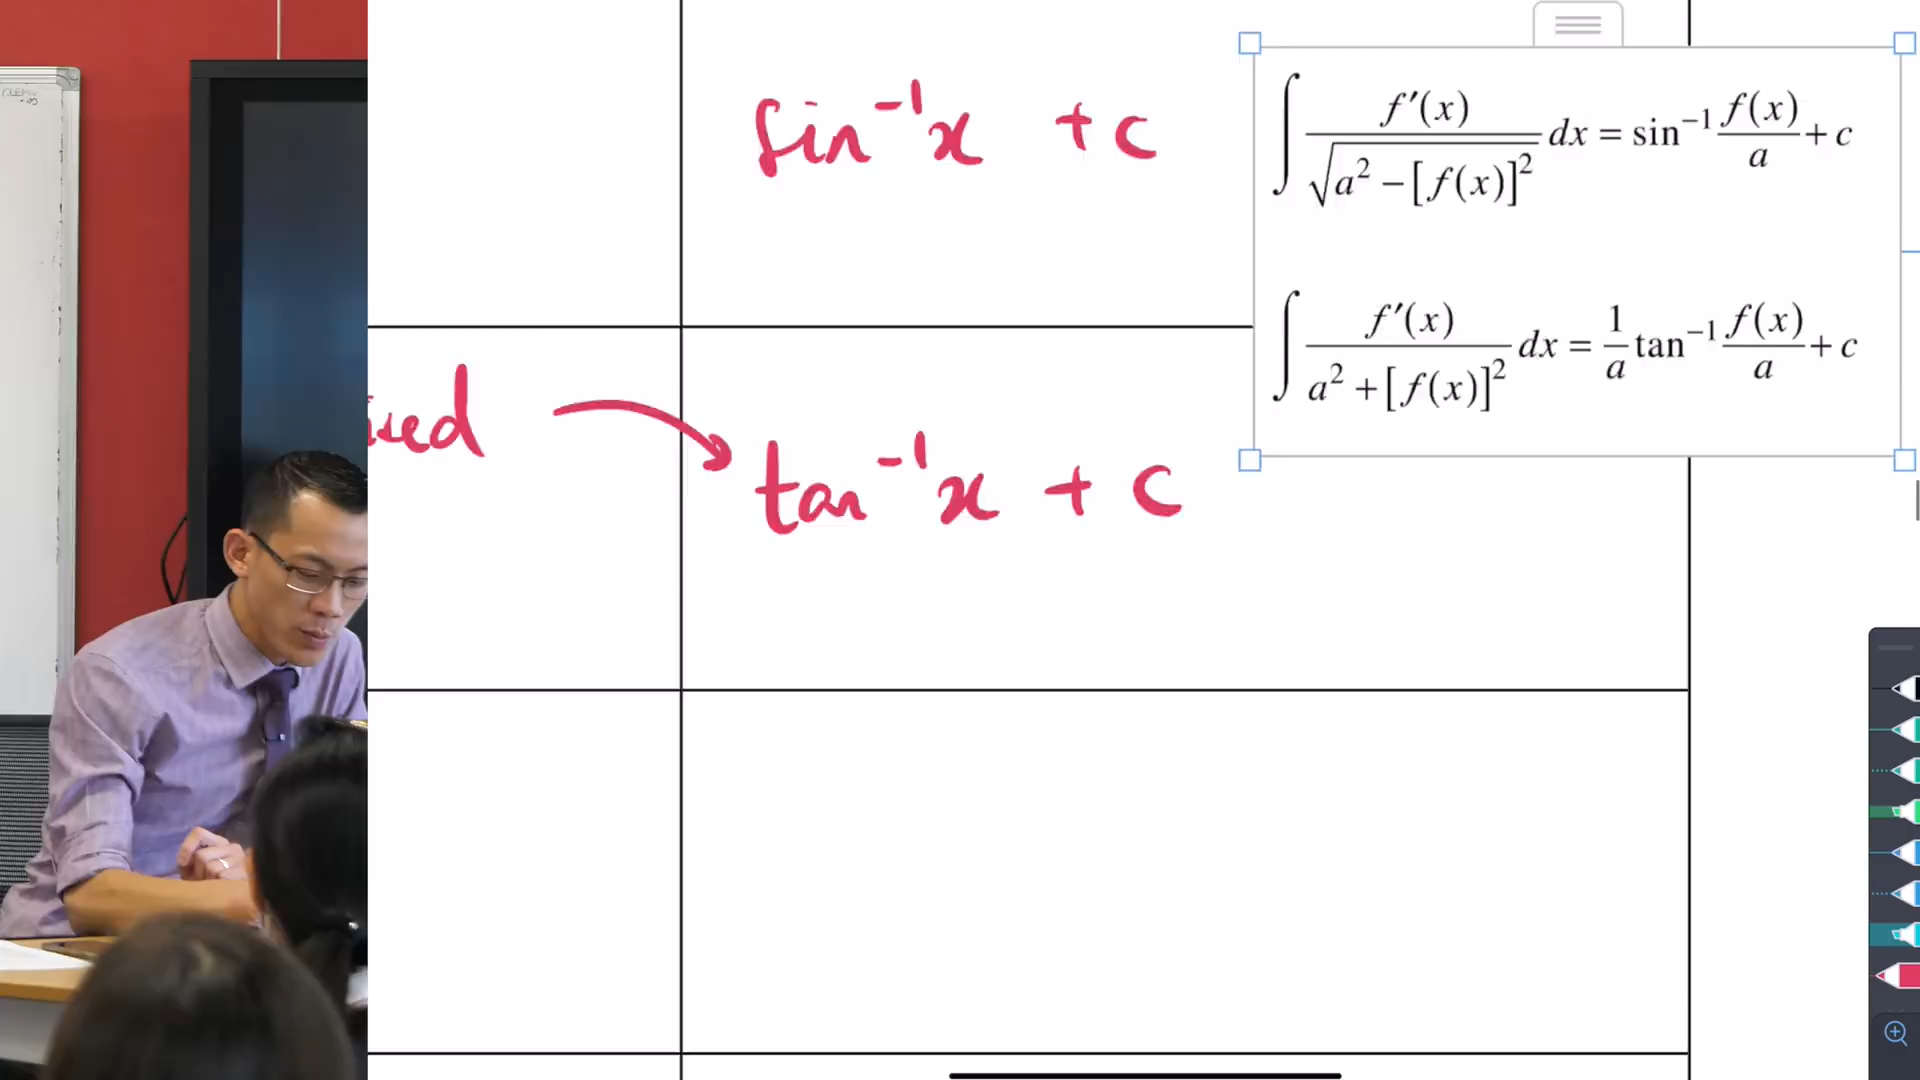 sin⁻¹x + c
∫ f′(x) / √(a² − [f(x)]²) dx = sin⁻¹ f(x)/a + c
∫ f′(x) / (a² + [f(x)]²) dx = 1/a tan⁻¹ f(x)/a + c
tan⁻¹x + c